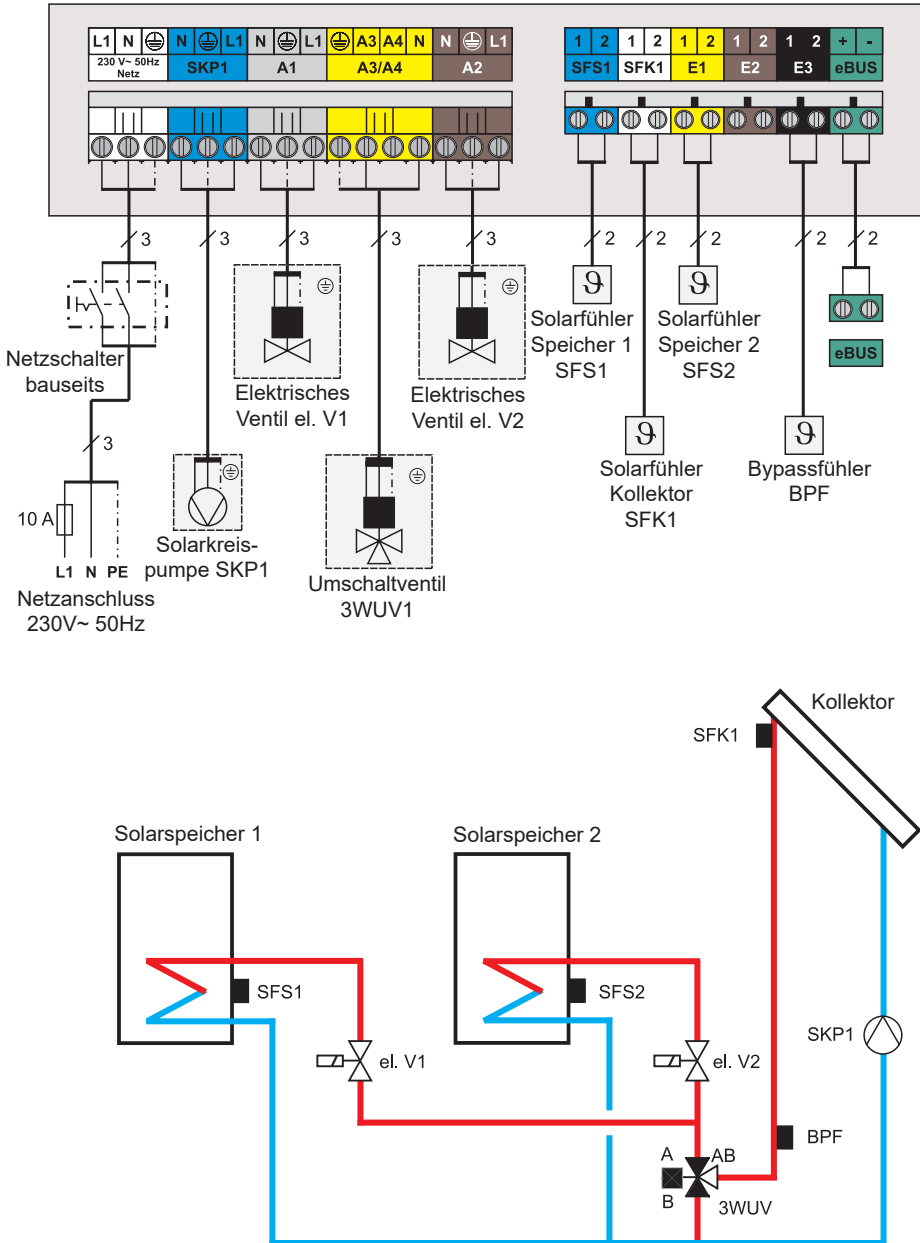 L1 N N L1 N L1 A3 A4 N N L1
230 V~ 50Hz
Netz
SKP1
A1
A3/A4
A2
1 2 1 2 1 2 1 2 1 2 + -
SFS1 SFK1 E1 E2 E3 eBUS
3 3 3 3 3 2 2 2 2 2
Netzschalter
bauseits
3
10 A
L1 N PE
Netzanschluss
230V~ 50Hz
Solarkreis-
pumpe SKP1
Elektrisches
Ventil el. V1
Umschaltventil
3WUV1
Elektrisches
Ventil el. V2
ϑ
Solarfühler
Speicher 1
SFS1
ϑ
Solarfühler
Kollektor
SFK1
ϑ
Solarfühler
Speicher 2
SFS2
ϑ
Bypassfühler
BPF
eBUS
Kollektor
SFK1
Solarspeicher 1
Solarspeicher 2
SFS1
SFS2
SKP1
el. V1
el. V2
BPF
A
AB
B
3WUV